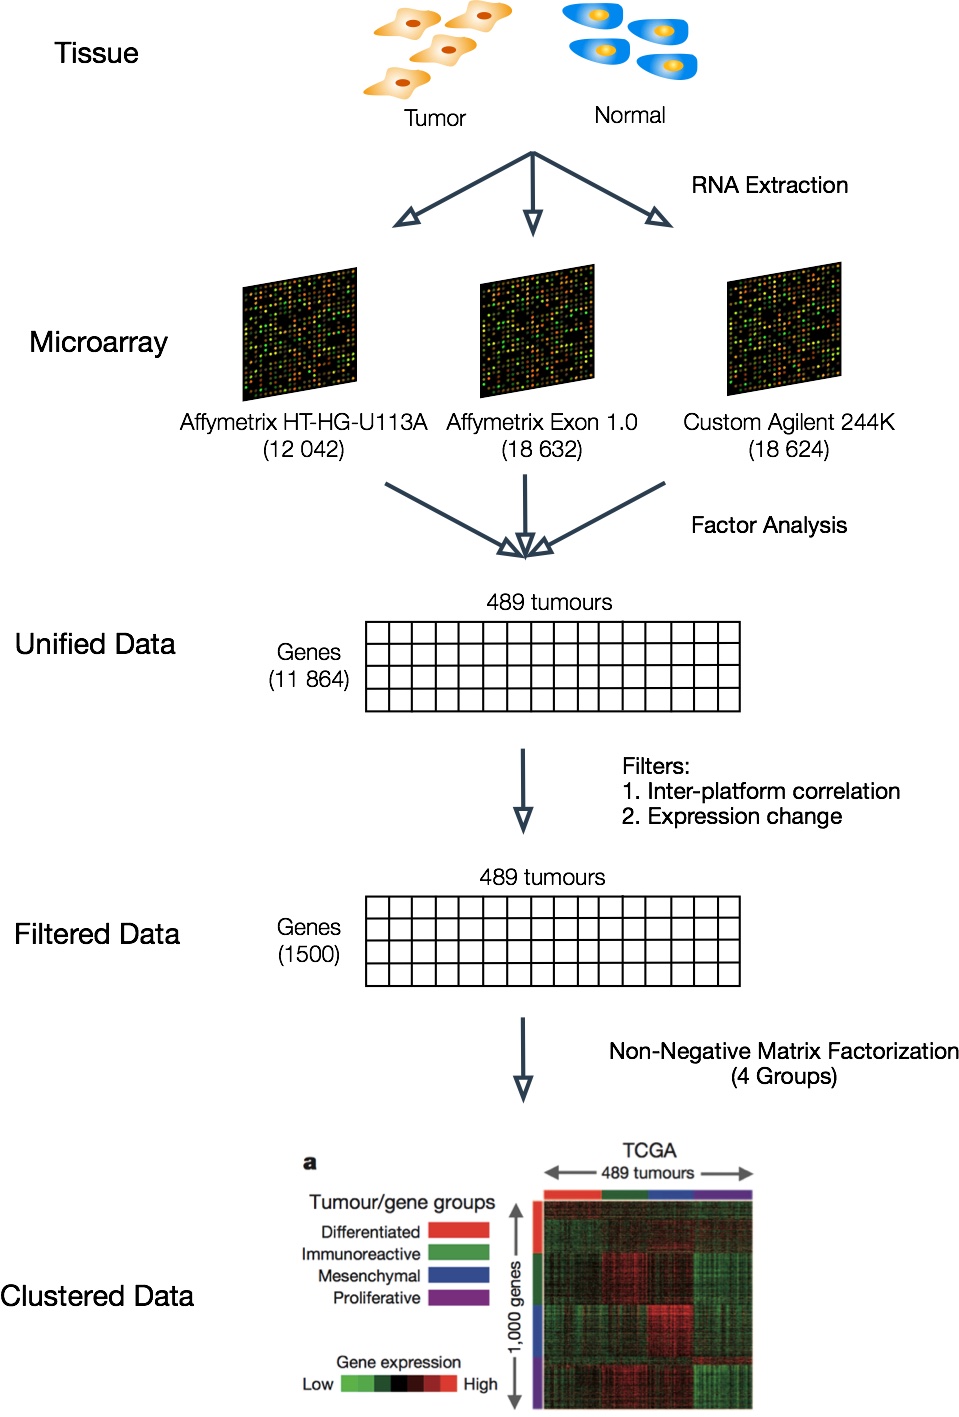 Tissue
Tumor
Normal
RNA Extraction
Microarray
Affymetrix HT-HG-U113A
(12 042)
Affymetrix Exon 1.0
(18 632)
Custom Agilent 244K
(18 624)
Factor Analysis
489 tumours
Unified Data
Genes
(11 864)
Filters:
1. Inter-platform correlation
2. Expression change
489 tumours
Filtered Data
Genes
(1500)
Non-Negative Matrix Factorization
(4 Groups)
a
TCGA
489 tumours
Tumour/gene groups
Differentiated
Immunoreactive
Mesenchymal
Proliferative
1,000 genes
Clustered Data
Gene expression
Low High